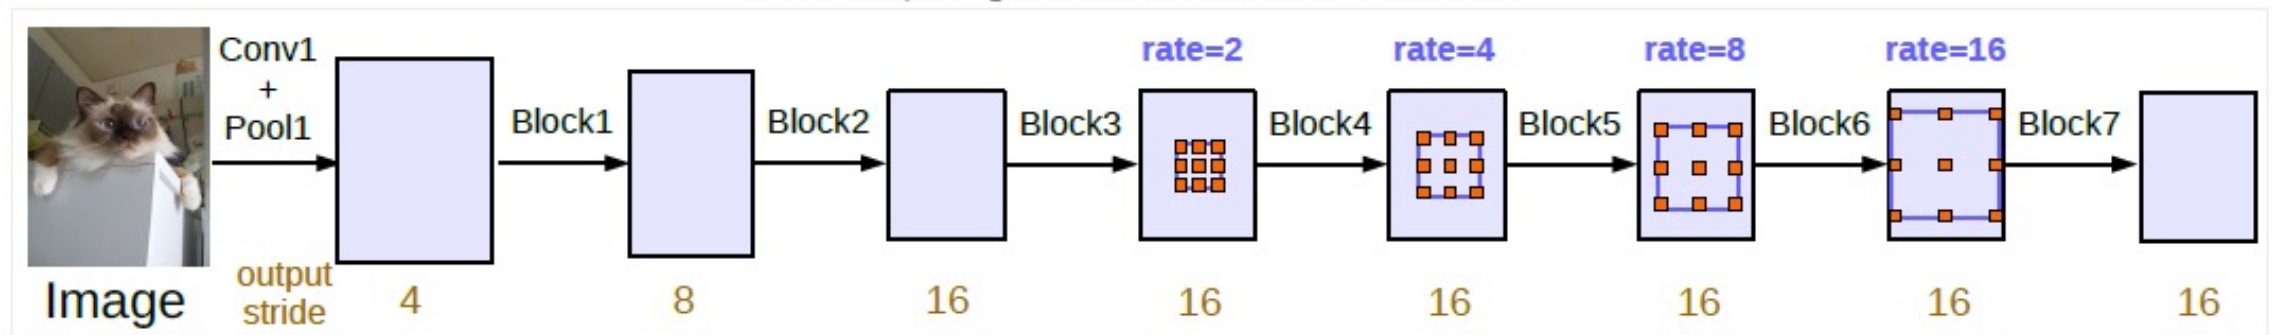 Conv1
+
Pool1
Block1
Block2
Block3
rate=2
Block4
rate=4
Block5
rate=8
Block6
rate=16
Block7
Image
output
stride
4
8
16
16
16
16
16
16